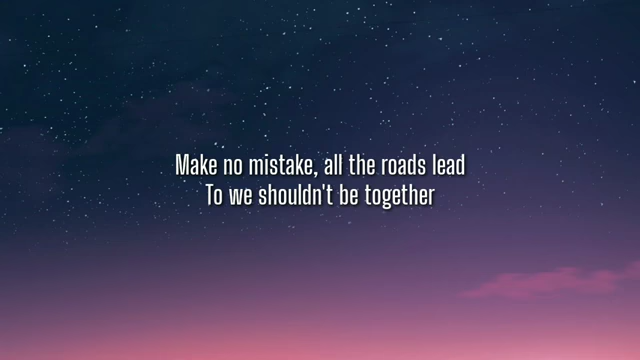 Make no mistake, all the roads lead
To we shouldn't be together